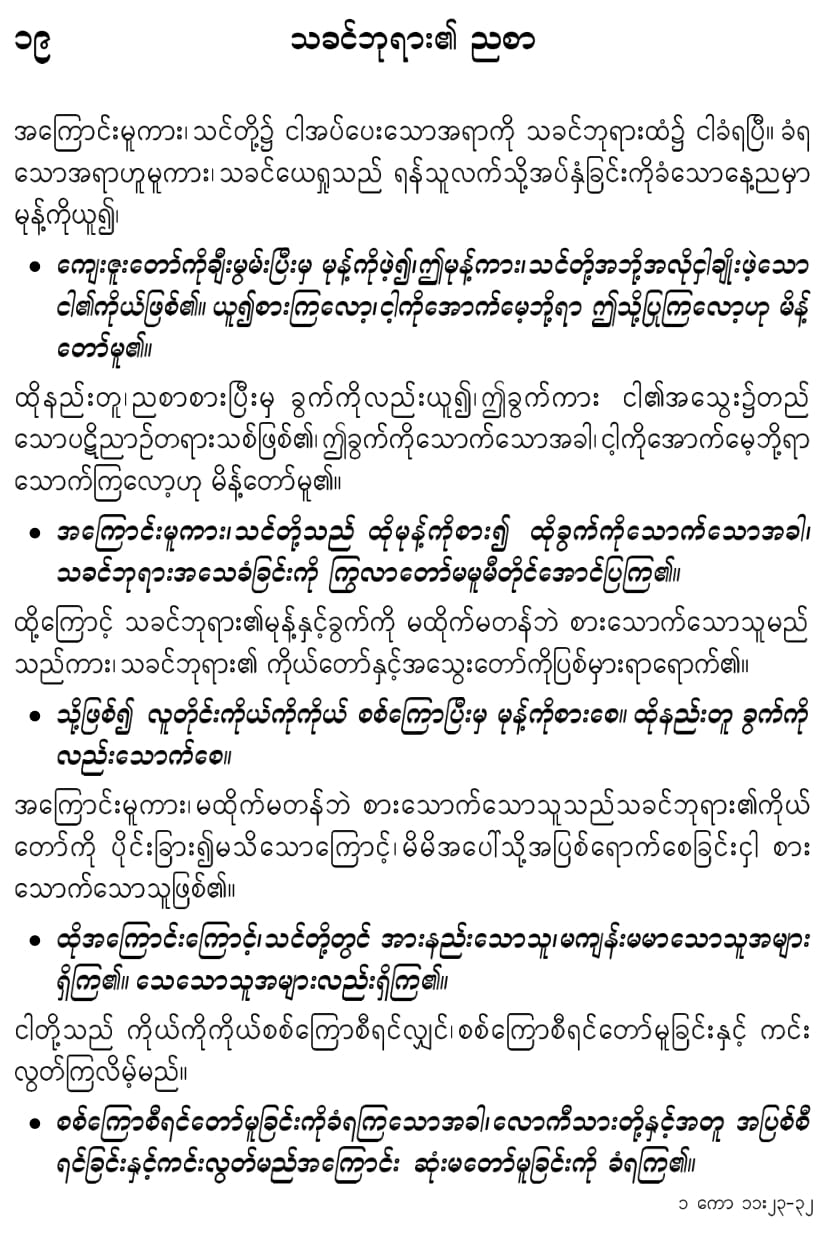 ၁၉ သခင်ဘုရား၏ ညစာ
အကြောင်းမူကား၊ သင်တို့၌ ငါအပ်ပေးသောအရာကို သခင်ဘုရားထံ၌ ငါခံရပြီ။ ခံရ
သောအရာဟူမူကား၊ သခင်ယေရှုသည် ရန်သူလက်သို့အပ်နှံခြင်းကိုခံသောနေ့ညမှာ
မုန့်ကိုယူ၍၊
• ကျေးဇူးတော်ကိုချီးမွမ်းပြီးမှ မုန့်ကိုဖဲ့၍၊ ဤမုန့်ကား၊ သင်တို့အဘို့အလိုငှါချိုးဖဲ့သော
ငါ၏ကိုယ်ဖြစ်၏။ ယူ၍စားကြလော့၊ ငါ့ကိုအောက်မေ့ဘို့ရာ ဤသို့ပြုကြလော့ဟု မိန့်
တော်မူ၏။
ထိုနည်းတူ၊ ညစာစားပြီးမှ ခွက်ကိုလည်းယူ၍၊ ဤခွက်ကား ငါ၏အသွေး၌တည်
သောပဋိညာဉ်တရားသစ်ဖြစ်၏၊ ဤခွက်ကိုသောက်သောအခါ၊ ငါ့ကိုအောက်မေ့ဘို့ရာ
သောက်ကြလော့ဟု မိန့်တော်မူ၏။
• အကြောင်းမူကား၊ သင်တို့သည် ထိုမုန့်ကိုစား၍ ထိုခွက်ကိုသောက်သောအခါ၊
သခင်ဘုရားအသေခံခြင်းကို ကြွလာတော်မမူမီတိုင်အောင်ပြကြ၏။
ထို့ကြောင့် သခင်ဘုရား၏မုန့်နှင့်ခွက်ကို မထိုက်မတန်ဘဲ စားသောက်သောသူမည်
သည်ကား၊ သခင်ဘုရား၏ ကိုယ်တော်နှင့်အသွေးတော်ကိုပြစ်မှားရာရောက်၏။
• သို့ဖြစ်၍ လူတိုင်းကိုယ်ကိုကိုယ် စစ်ကြောပြီးမှ မုန့်ကိုစားစေ။ ထိုနည်းတူ ခွက်ကို
လည်းသောက်စေ။
အကြောင်းမူကား၊ မထိုက်မတန်ဘဲ စားသောက်သောသူသည်သခင်ဘုရား၏ကိုယ်
တော်ကို ပိုင်းခြား၍မသိသောကြောင့်၊ မိမိအပေါ်သို့အပြစ်ရောက်စေခြင်းငှါ စား
သောက်သောသူဖြစ်၏။
• ထိုအကြောင်းကြောင့်၊ သင်တို့တွင် အားနည်းသောသူ၊ မကျန်းမမာသောသူအများ
ရှိကြ၏။ သေသောသူအများလည်းရှိကြ၏။
ငါတို့သည် ကိုယ်ကိုကိုယ်စစ်ကြောစီရင်လျှင်၊ စစ်ကြောစီရင်တော်မူခြင်းနှင့် ကင်း
လွတ်ကြလိမ့်မည်။
• စစ်ကြောစီရင်တော်မူခြင်းကိုခံရကြသောအခါ၊ လောကီသားတို့နှင့်အတူ အပြစ်စီ
ရင်ခြင်းနှင့်ကင်းလွတ်မည်အကြောင်း ဆုံးမတော်မူခြင်းကို ခံရကြ၏။
၁ ကော ၁၁း၂၃-၃၂